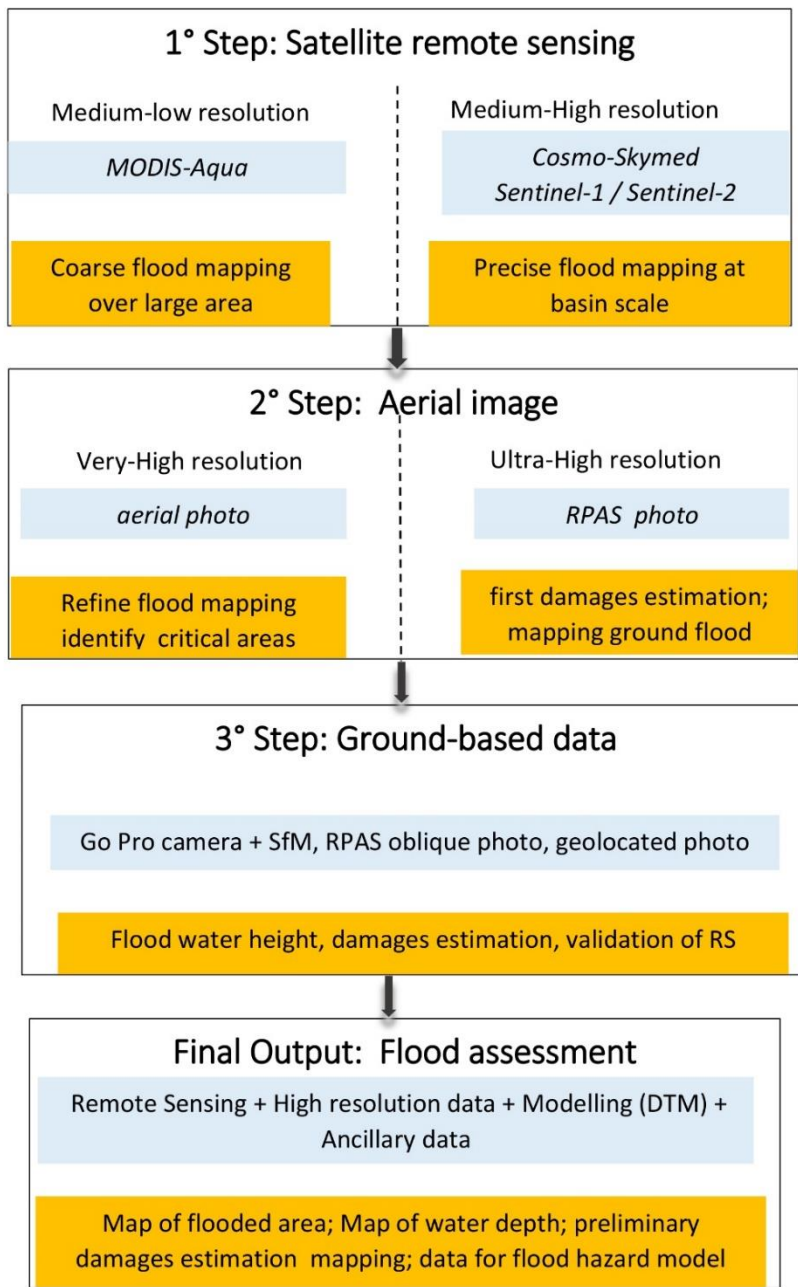 1° Step: Satellite remote sensing
Medium-low resolution
MODIS-Aqua
Coarse flood mapping
over large area
Medium-High resolution
Cosmo-Skymed
Sentinel-1 / Sentinel-2
Precise flood mapping at
basin scale
2° Step: Aerial image
Very-High resolution
aerial photo
Refine flood mapping
identify critical areas
Ultra-High resolution
RPAS photo
first damages estimation;
mapping ground flood
3° Step: Ground-based data
Go Pro camera + SfM, RPAS oblique photo, geolocated photo
Flood water height, damages estimation, validation of RS
Final Output: Flood assessment
Remote Sensing + High resolution data + Modelling (DTM) +
Ancillary data
Map of flooded area; Map of water depth; preliminary
damages estimation mapping; data for flood hazard model